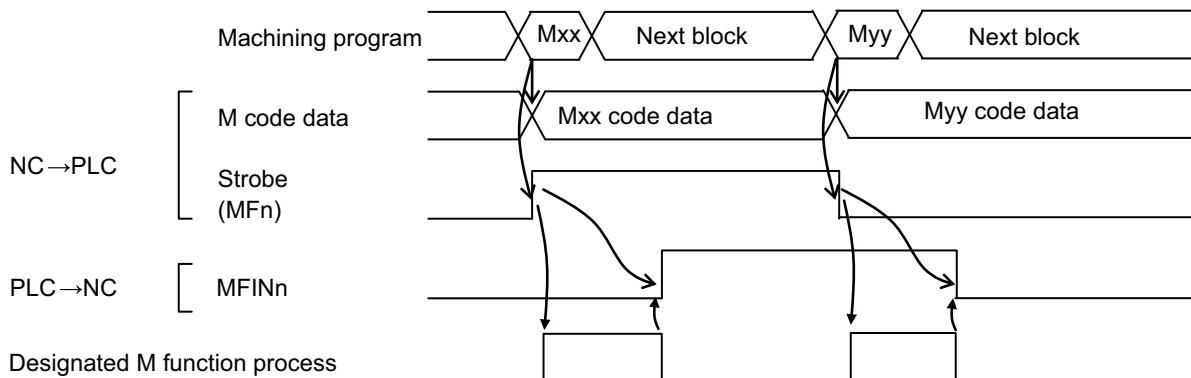 Machining program Mxx Next block Myy Next block
M code data Mxx code data Myy code data
NC→PLC
Strobe
(MFn)
PLC→NC MFINn
Designated M function process